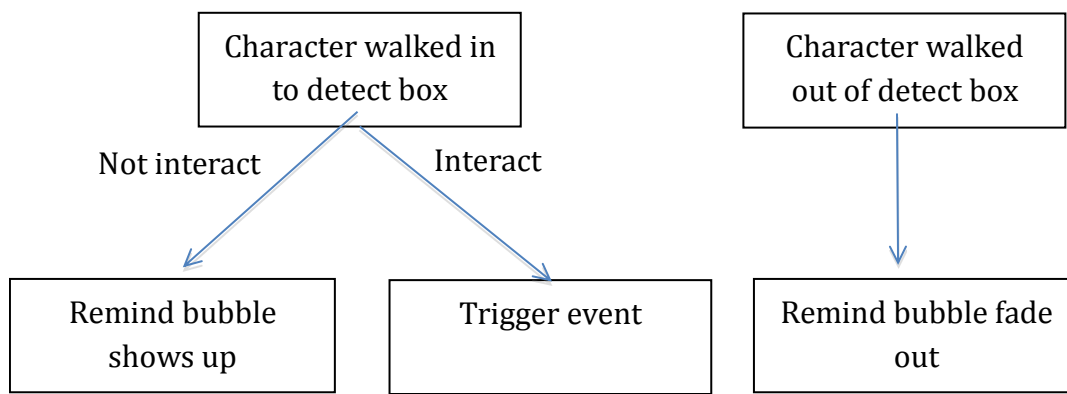 Character walked in
to detect box
Character walked
out of detect box
Not interact
Interact
Remind bubble
shows up
Trigger event
Remind bubble fade
out